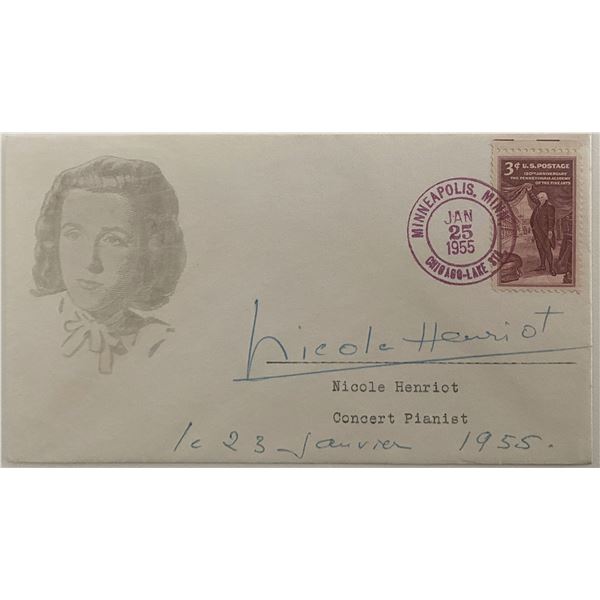 3¢ U.S. POSTAGE
150TH ANNIVERSARY
THE PENNSYLVANIA ACADEMY
OF THE FINE ARTS
MINNEAPOLIS, MINN.
JAN
25
1955
CHICAGO-LAKE STA.
Nicole Henriot
Nicole Henriot
Concert Pianist
le 23 janvier 1955.